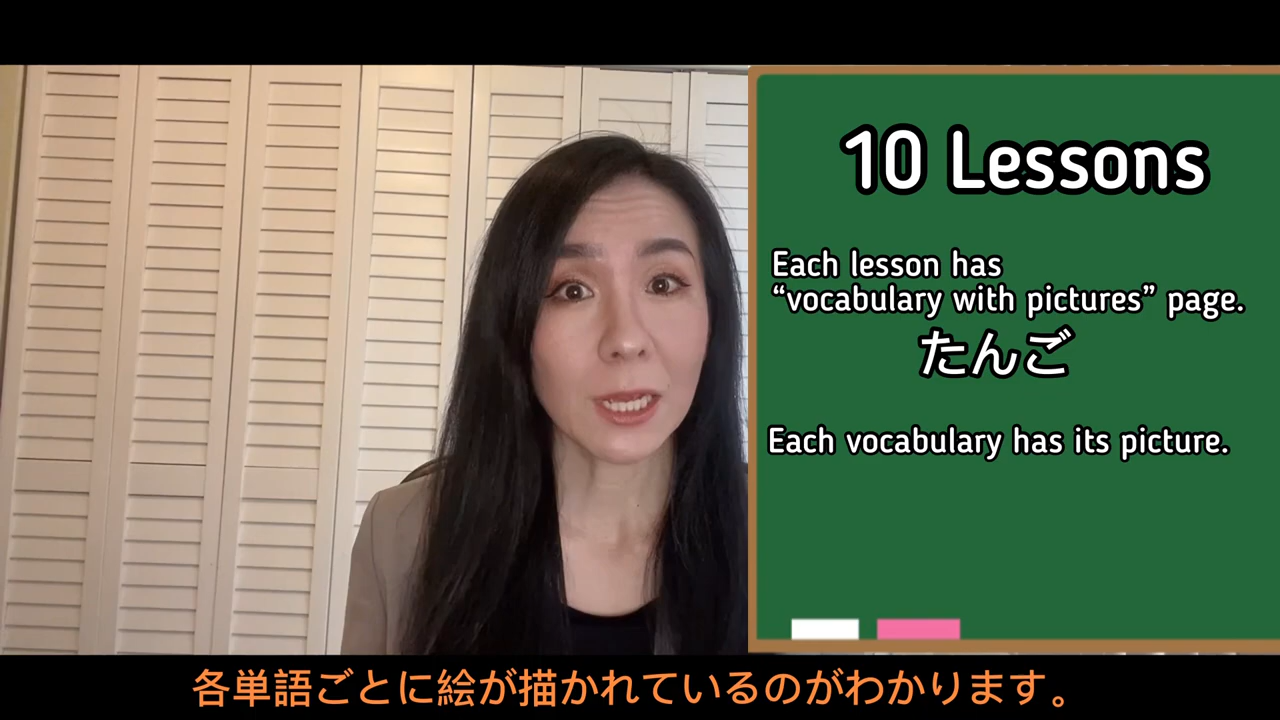 10 Lessons
Each lesson has
“vocabulary with pictures” page.
たんご
Each vocabulary has its picture.
各単語ごとに絵が描かれているのがわかります。